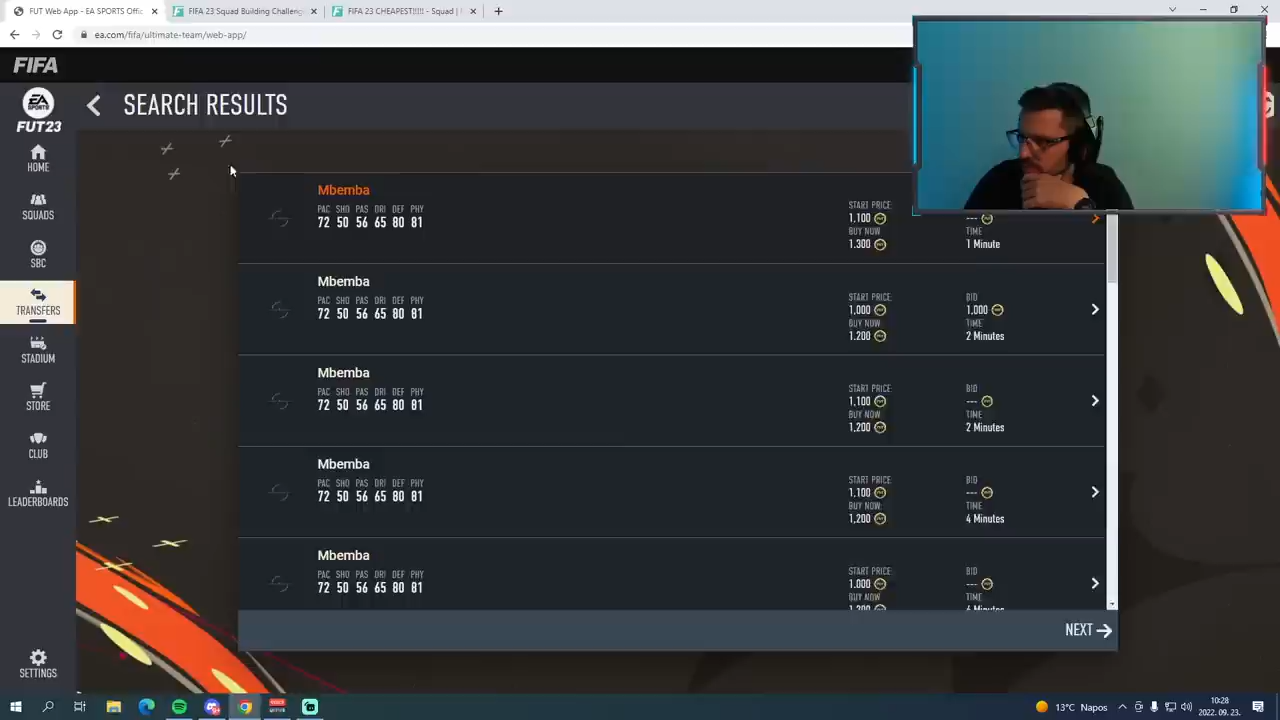 FUT Web App - EA SPORTS Offic
FIFA 23 Squad Building Challeng
FIFA 23 CHEAPEST!!!!! - Squad |
ea.com/fifa/ultimate-team/web-app/
FIFA
EA SPORTS
FUT23
SEARCH RESULTS
HOME
SQUADS
SBC
TRANSFERS
STADIUM
STORE
CLUB
LEADERBOARDS
SETTINGS
Mbemba
PAC SHO PAS DRI DEF PHY
72 50 56 65 80 81
START PRICE:
1,100 ---
BUY NOW: TIME
1,300 1 Minute
Mbemba
PAC SHO PAS DRI DEF PHY
72 50 56 65 80 81
START PRICE: BID
1,000 1,000
BUY NOW: TIME
1,200 2 Minutes
Mbemba
PAC SHO PAS DRI DEF PHY
72 50 56 65 80 81
START PRICE: BID
1,100 ---
BUY NOW: TIME
1,200 2 Minutes
Mbemba
PAC SHO PAS DRI DEF PHY
72 50 56 65 80 81
START PRICE: BID
1,100 ---
BUY NOW: TIME
1,200 4 Minutes
Mbemba
PAC SHO PAS DRI DEF PHY
72 50 56 65 80 81
START PRICE: BID
1,000 ---
BUY NOW: TIME
NEXT
13°C Napos
10:28
2022. 09. 23.